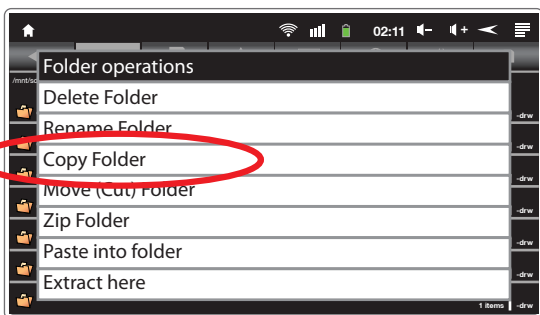 02:11
Folder operations
/mnt/sc
Delete Folder
-drw
Rename Folder
-drw
Copy Folder
-drw
Move (Cut) Folder
-drw
Zip Folder
-drw
Paste into folder
-drw
Extract here
1 items
-drw